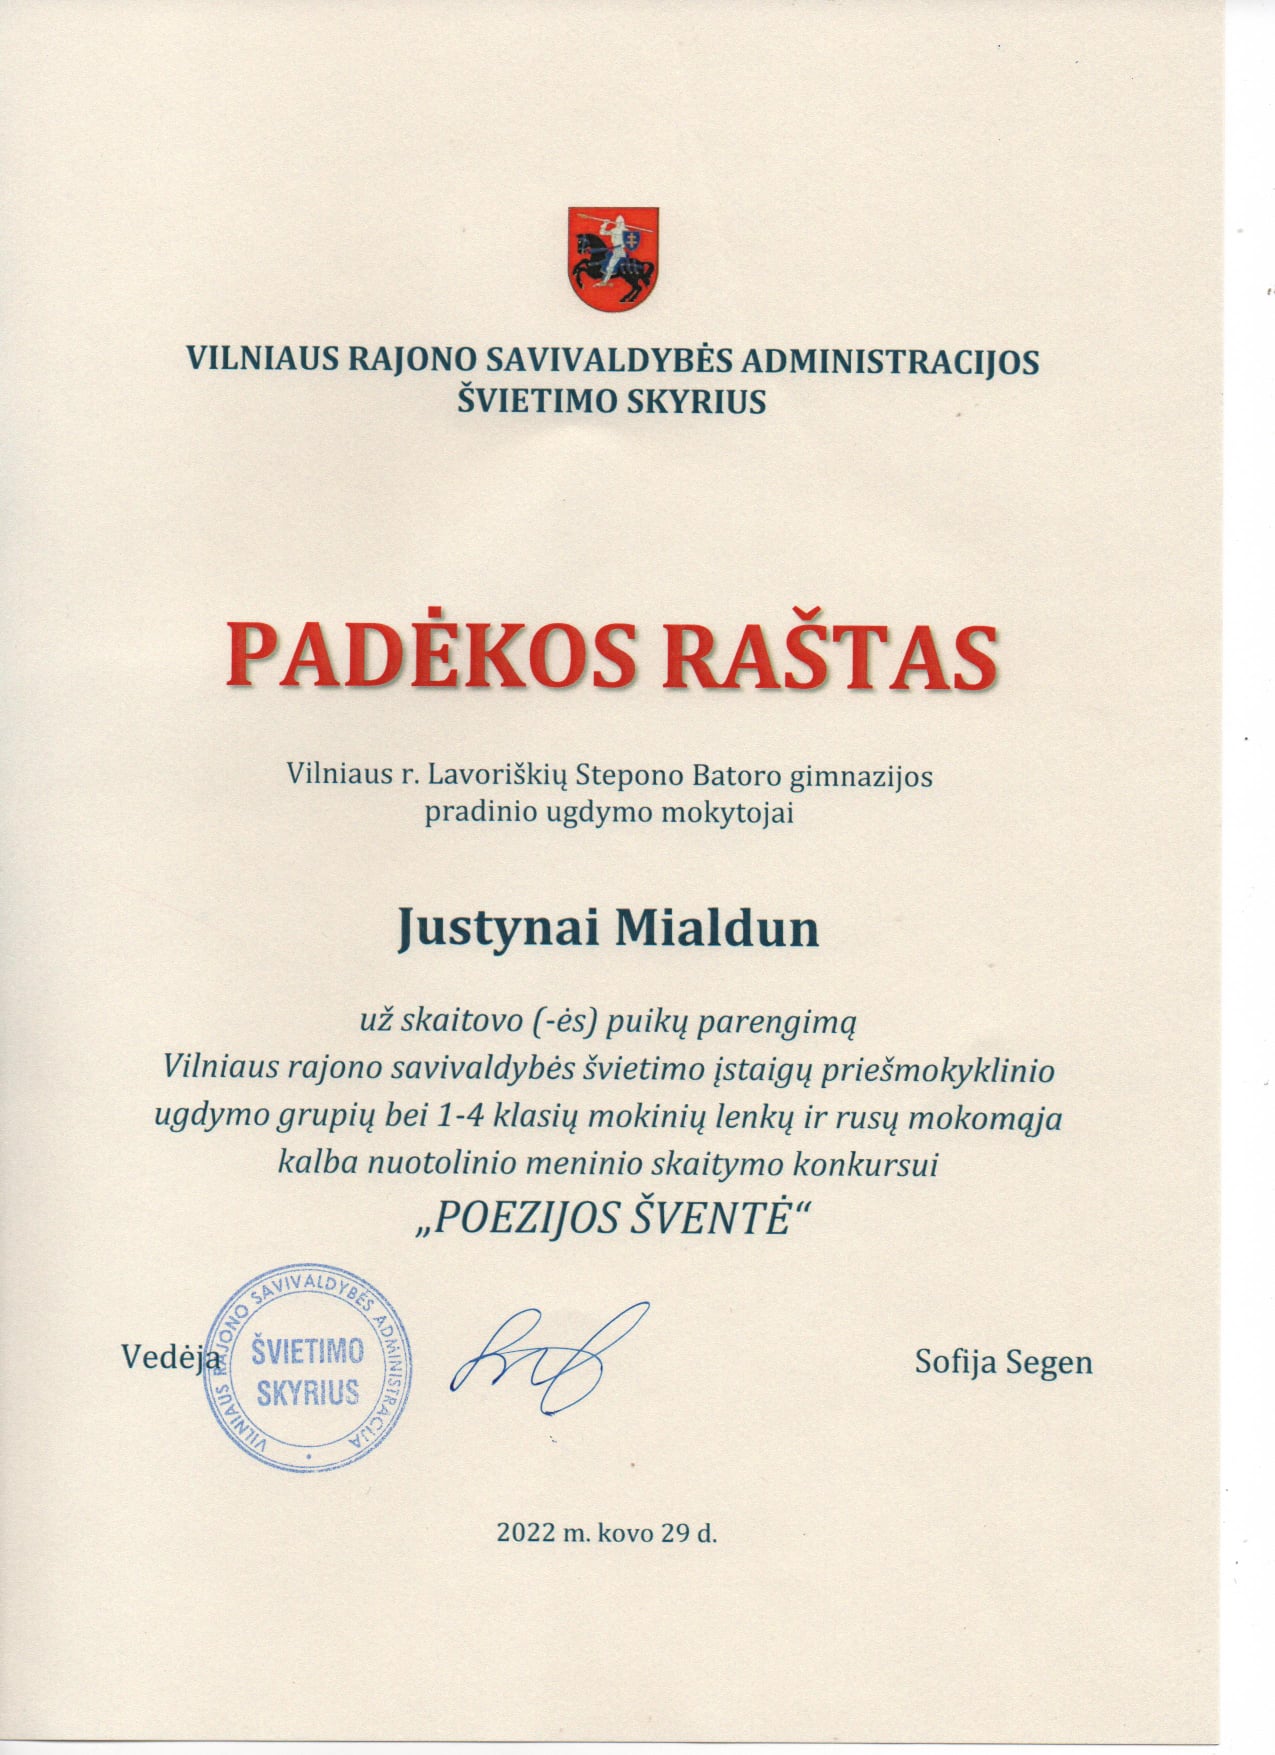 VILNIAUS RAJONO SAVIVALDYBĖS ADMINISTRACIJOS
ŠVIETIMO SKYRIUS
PADĖKOS RAŠTAS
Vilniaus r. Lavoriškių Stepono Batoro gimnazijos
pradinio ugdymo mokytojai
Justynai Mialdun
už skaitovo (-ės) puikų parengimą
Vilniaus rajono savivaldybės švietimo įstaigų priešmokyklinio
ugdymo grupių bei 1-4 klasių mokinių lenkų ir rusų mokomąja
kalba nuotolinio meninio skaitymo konkursui
„POEZIJOS ŠVENTĖ“
Vedėja
VILNIAUS RAJONO SAVIVALDYBĖS ADMINISTRACIJA
ŠVIETIMO
SKYRIUS
Sofija Segen
2022 m. kovo 29 d.